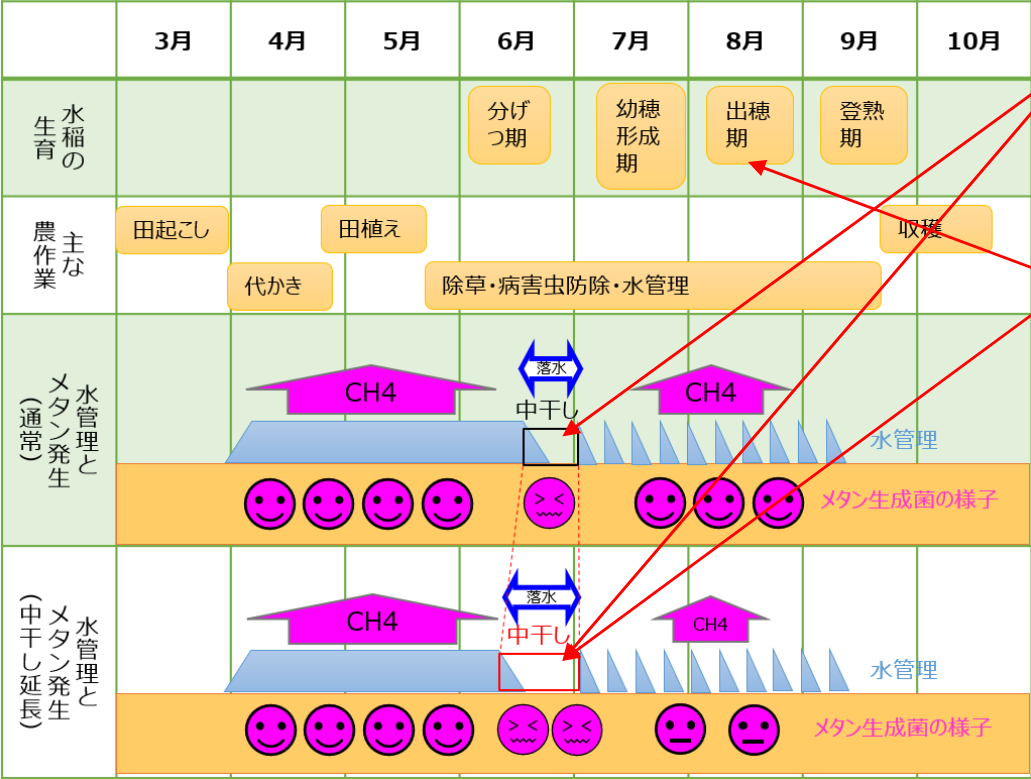 3月
4月
5月
6月
7月
8月
9月
10月
水稲の
生育
分げ
つ期
幼穂
形成
期
出穂
期
登熟
期
主な
農作業
田起こし
田植え
収穫
代かき
除草・病害虫防除・水管理
水管理と
メタン発生
(通常)
CH4
落水
中干し
CH4
水管理
メタン生成菌の様子
水管理と
メタン発生
(中干し延長)
CH4
落水
中干し
CH4
水管理
メタン生成菌の様子